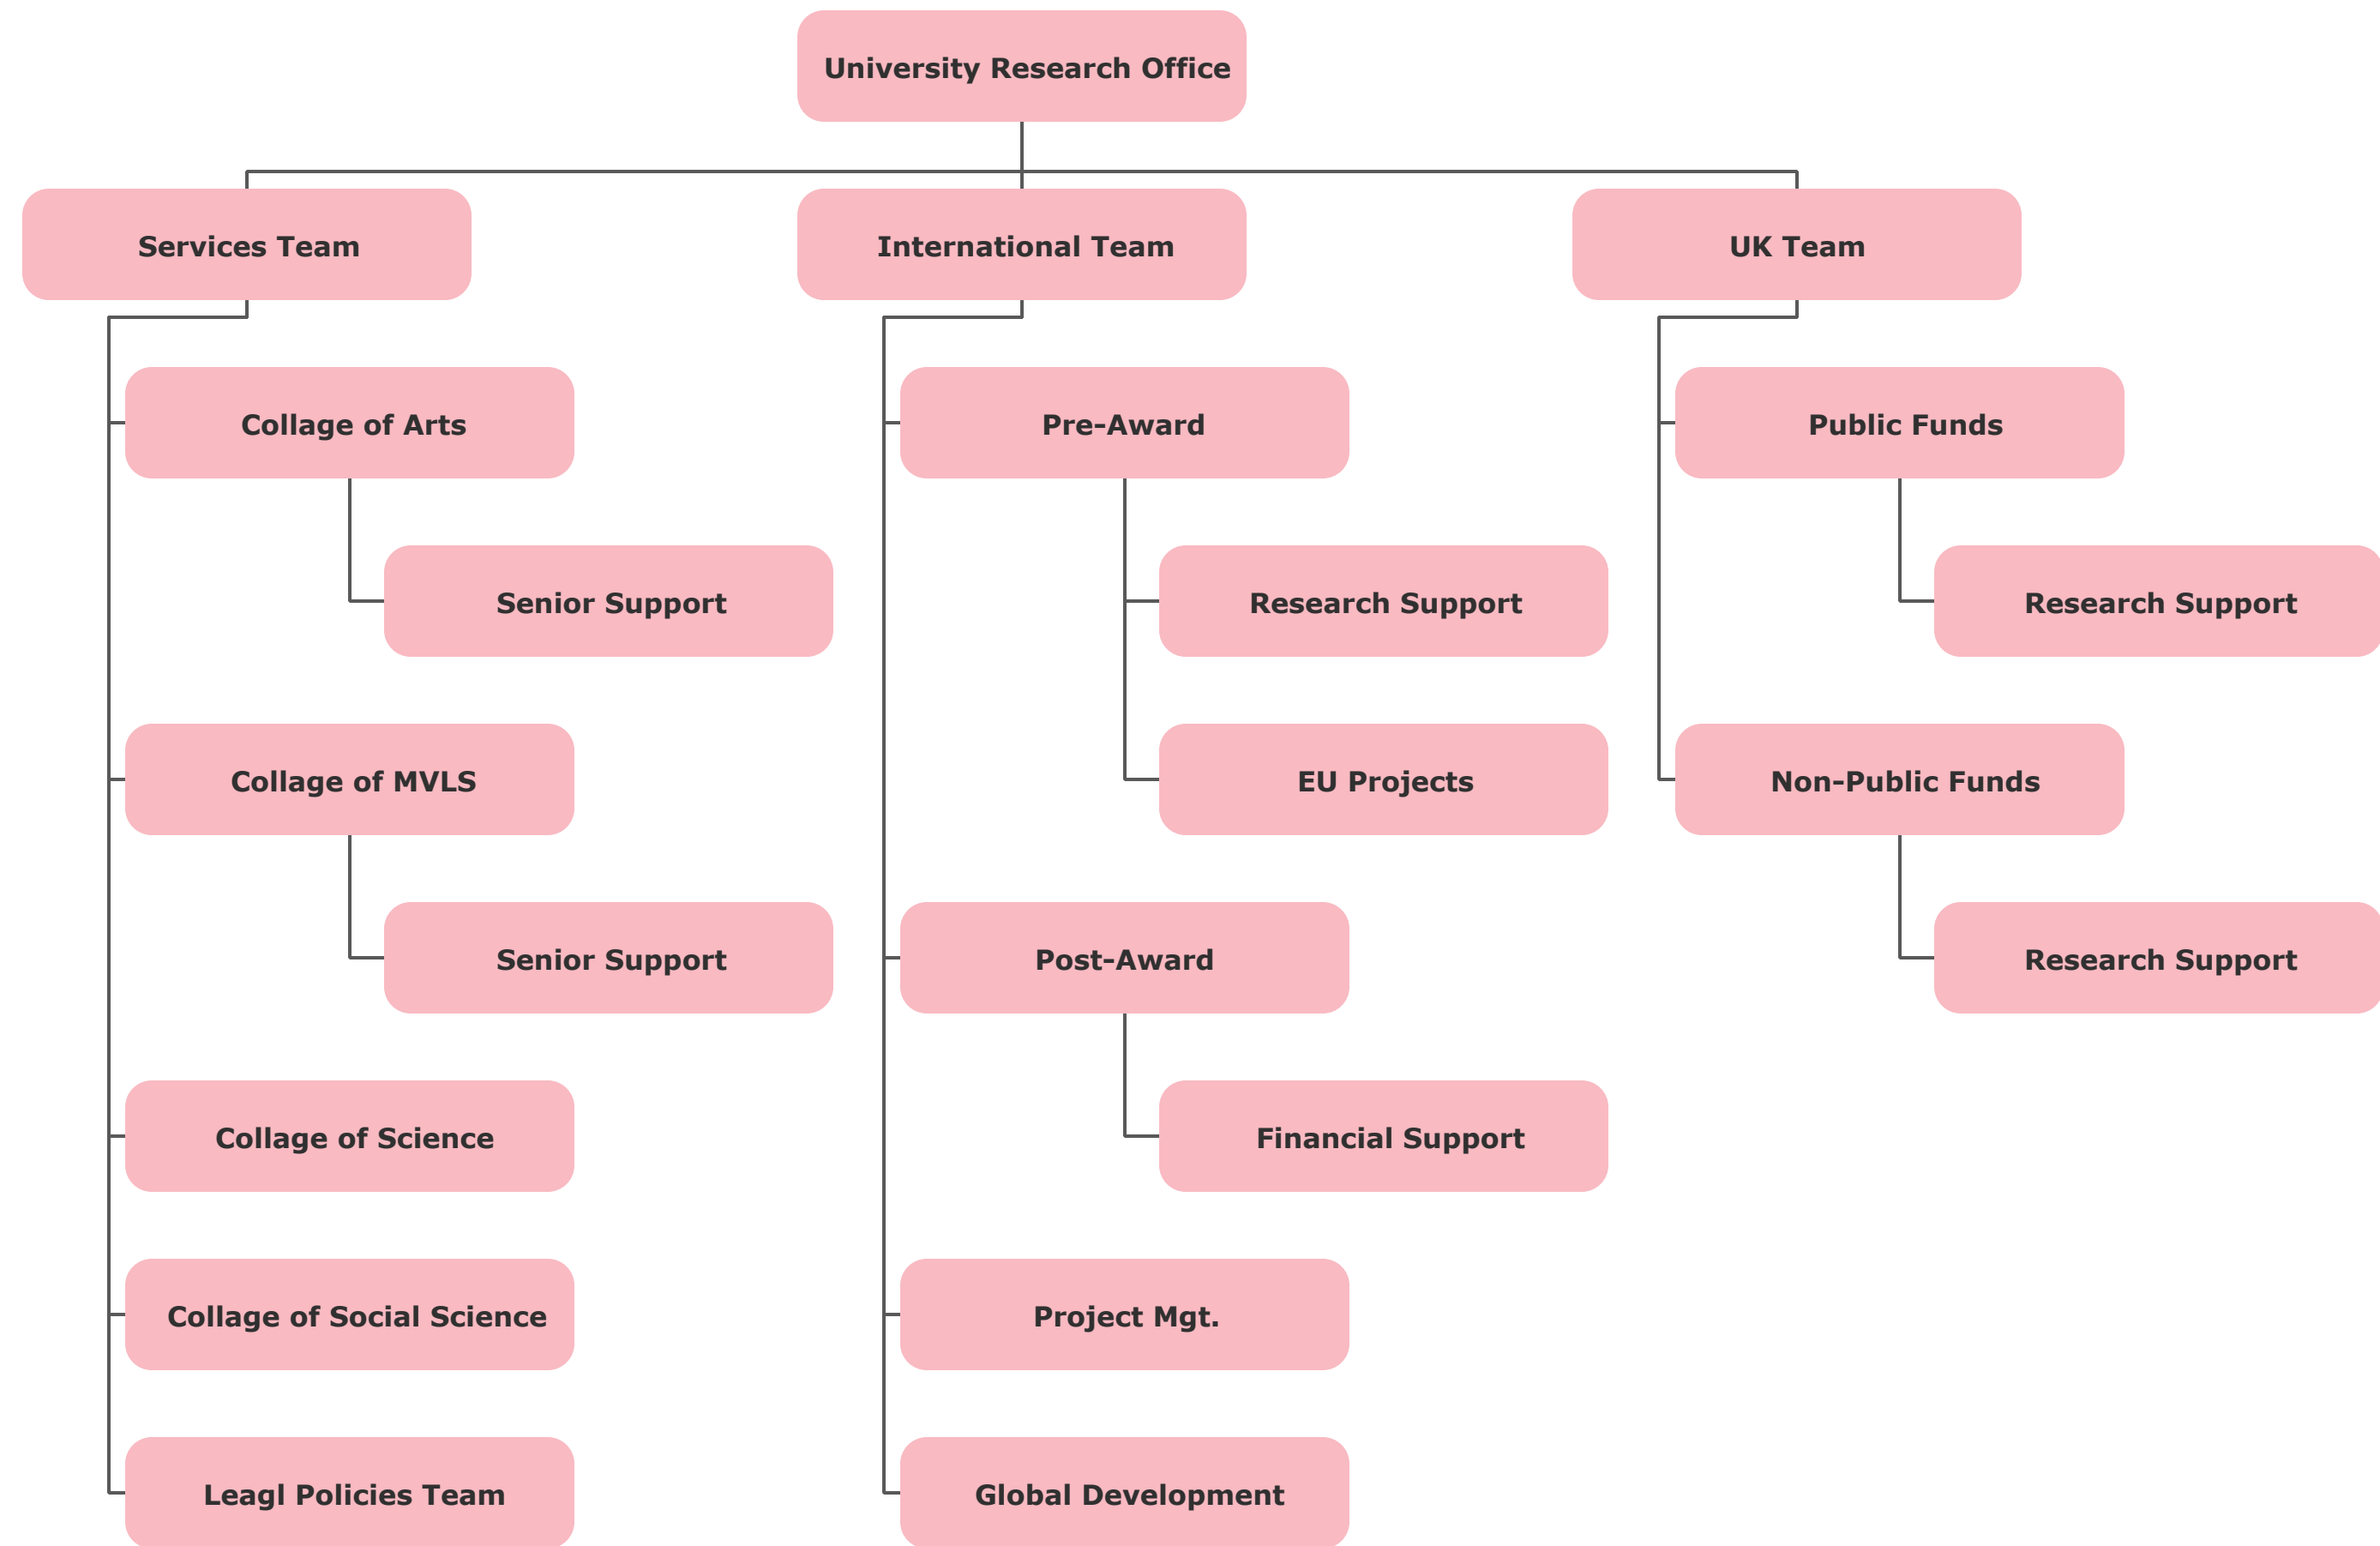 University Research Office
Services Team
International Team
UK Team
Collage of Arts
Pre-Award
Public Funds
Senior Support
Research Support
Research Support
Collage of MVLS
EU Projects
Non-Public Funds
Senior Support
Post-Award
Research Support
Collage of Science
Financial Support
Collage of Social Science
Project Mgt.
Leagl Policies Team
Global Development